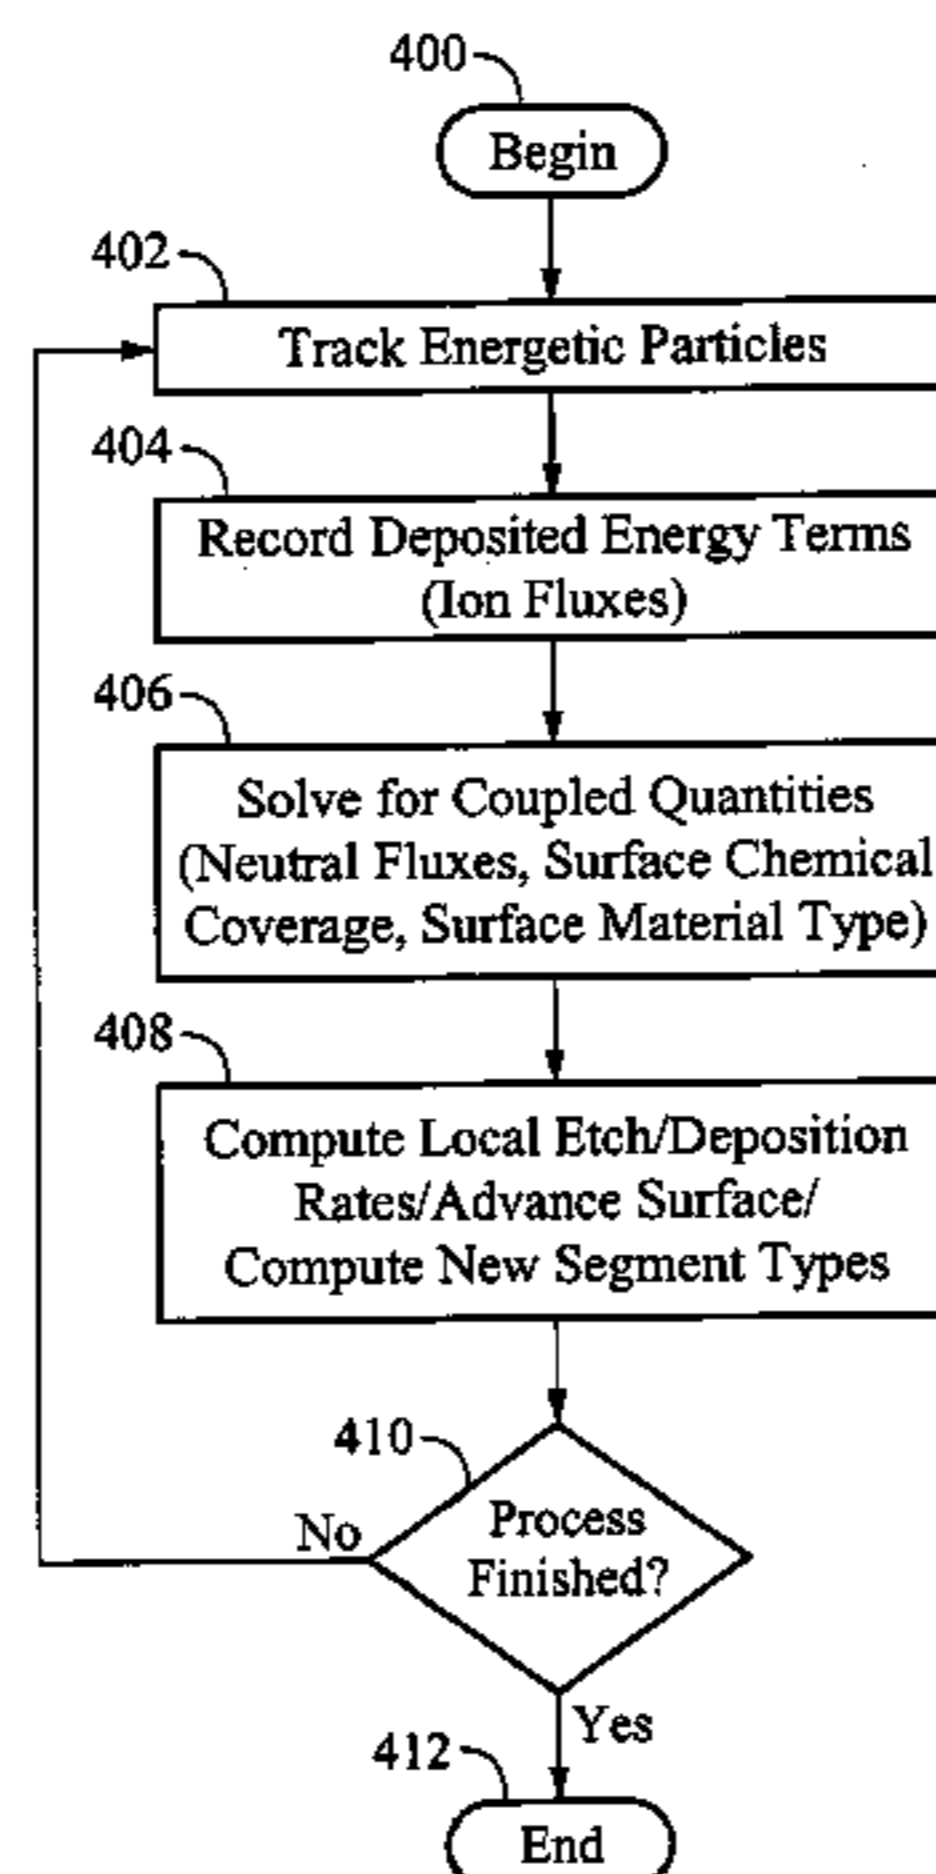 400
Begin
402
Track Energetic Particles
404
Record Deposited Energy Terms
(Ion Fluxes)
406
Solve for Coupled Quantities
(Neutral Fluxes, Surface Chemical
Coverage, Surface Material Type)
408
Compute Local Etch/Deposition
Rates/Advance Surface/
Compute New Segment Types
410
Process
Finished?
No
Yes
412
End